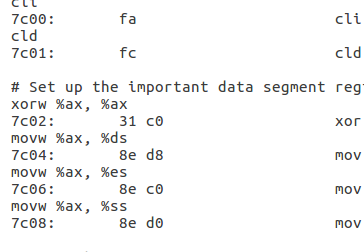 cli
7c00: fa cli
cld
7c01: fc cld
# Set up the important data segment reg
xorw %ax, %ax
7c02: 31 c0 xor
movw %ax, %ds
7c04: 8e d8 mov
movw %ax, %es
7c06: 8e c0 mov
movw %ax, %ss
7c08: 8e d0 mov